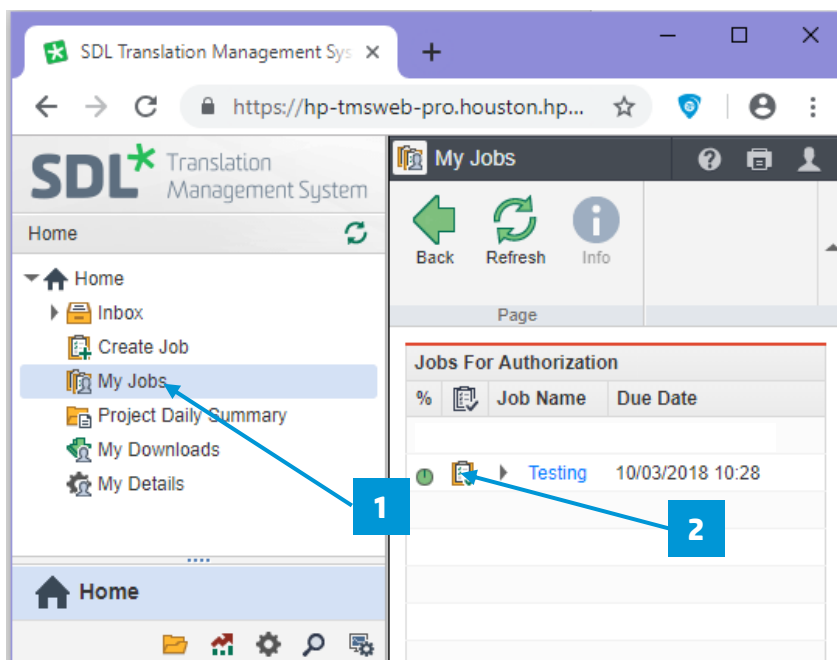 SDL Translation Management Sys
https://hp-tmsweb-pro.houston.hp...
SDL Translation
Management System
Home
Home
Inbox
Create Job
My Jobs
Project Daily Summary
My Downloads
My Details
Home
My Jobs
Back Refresh Info
Page
Jobs For Authorization
% Job Name Due Date
Testing 10/03/2018 10:28
1
2